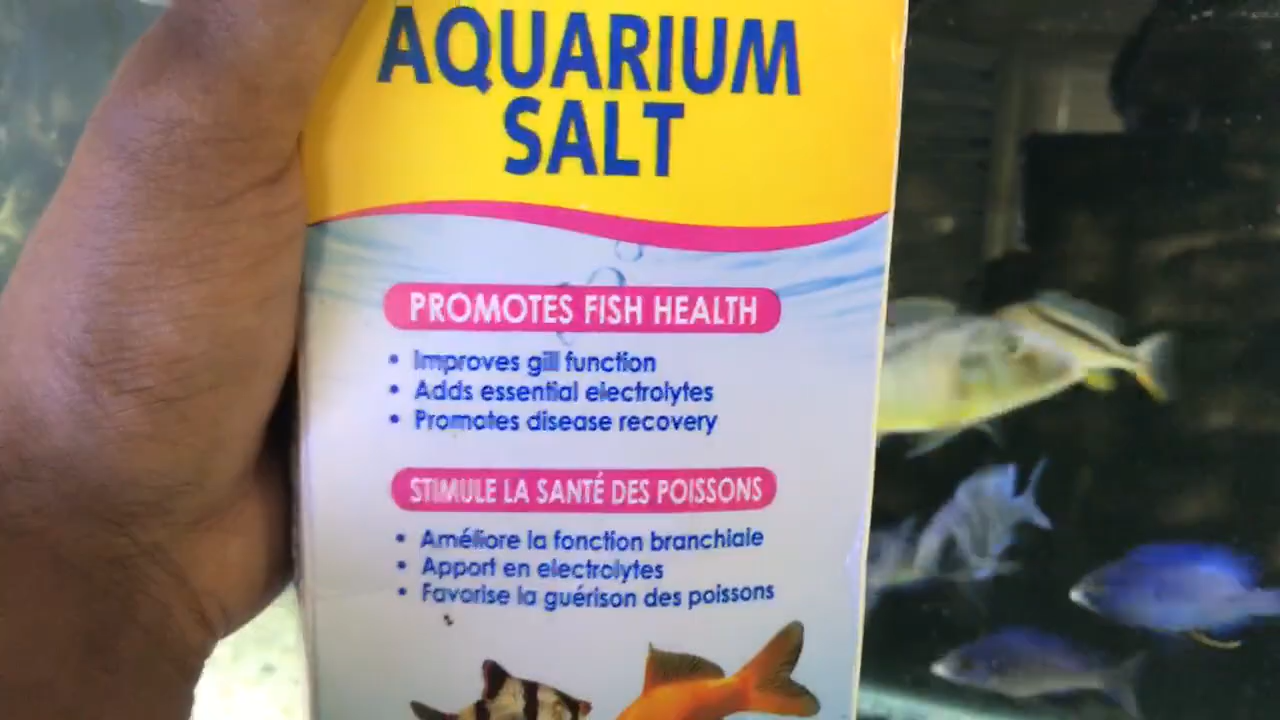 AQUARIUM
SALT
PROMOTES FISH HEALTH
• Improves gill function
• Adds essential electrolytes
• Promotes disease recovery
STIMULE LA SANTÉ DES POISSONS
• Améliore la fonction branchiale
• Apport en electrolytes
• Favorise la guérison des poissons